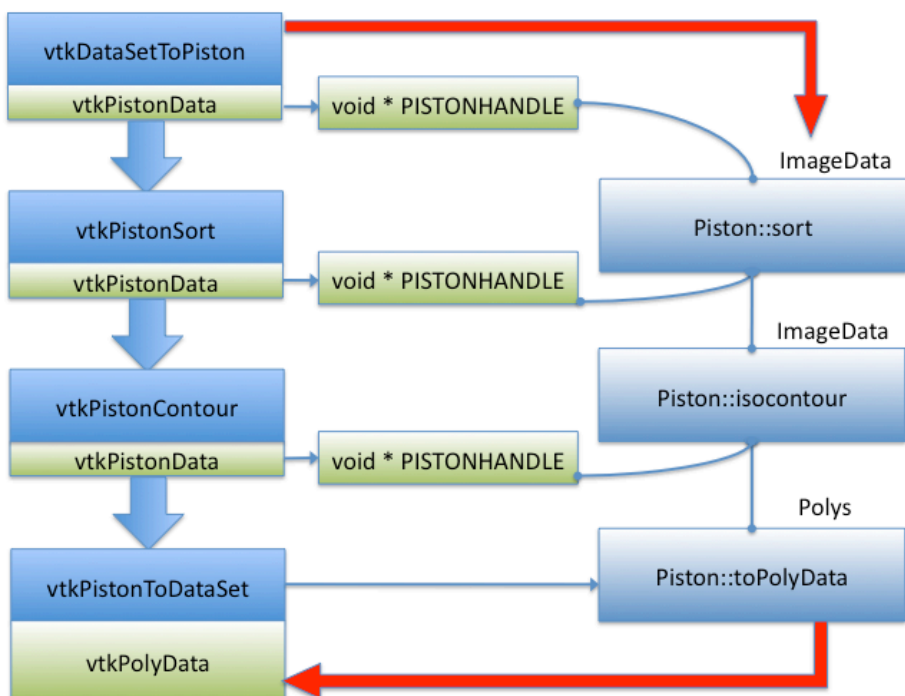 vtkDataSetToPiston
vtkPistonData
void * PISTONHANDLE
ImageData
Piston::sort
vtkPistonSort
vtkPistonData
void * PISTONHANDLE
ImageData
Piston::isocontour
vtkPistonContour
vtkPistonData
void * PISTONHANDLE
Polys
Piston::toPolyData
vtkPistonToDataSet
vtkPolyData